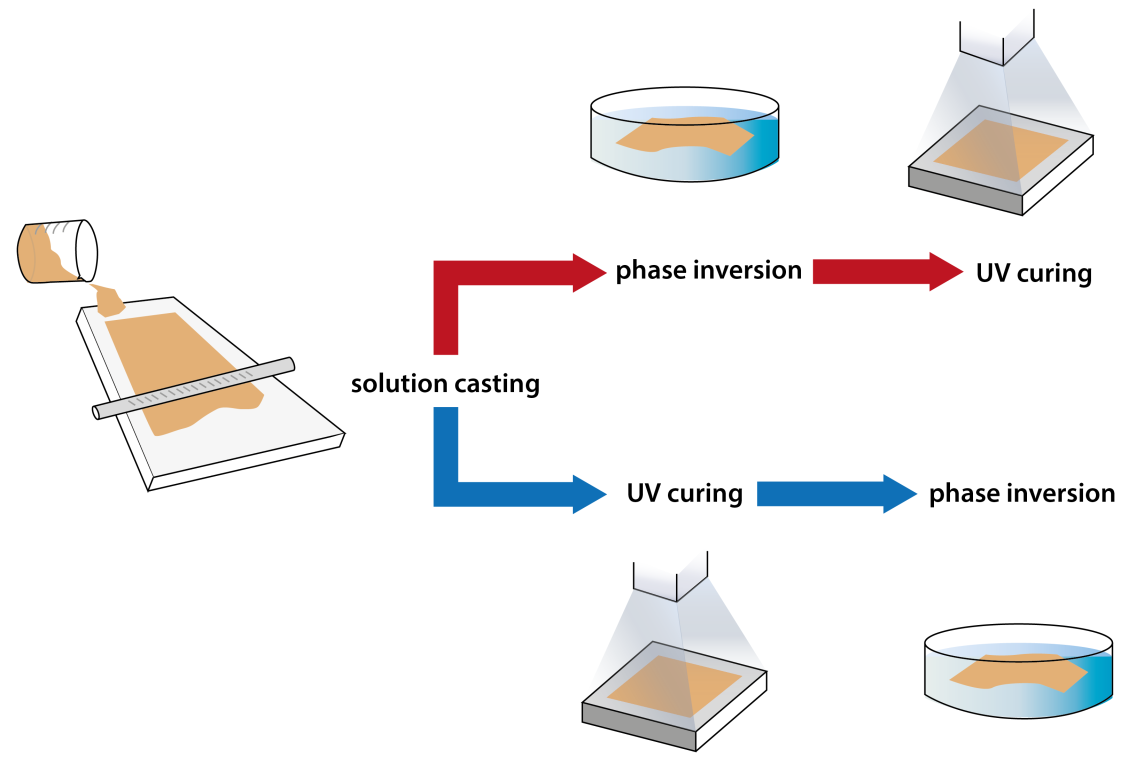 phase inversion
UV curing
solution casting
UV curing
phase inversion